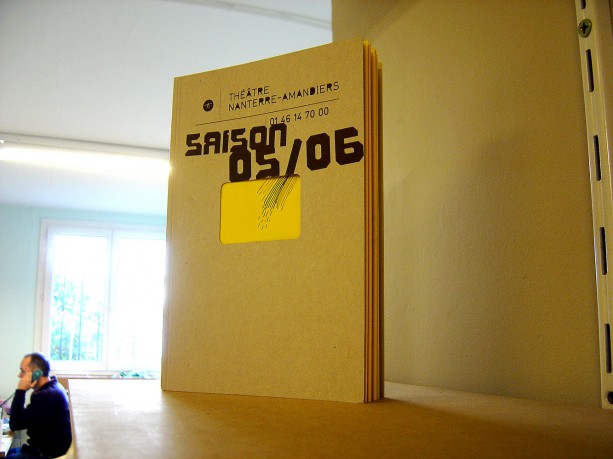 THÉÂTRE
NANTERRE-AMANDIERS
01 46 14 70 00
SAISON
05/06